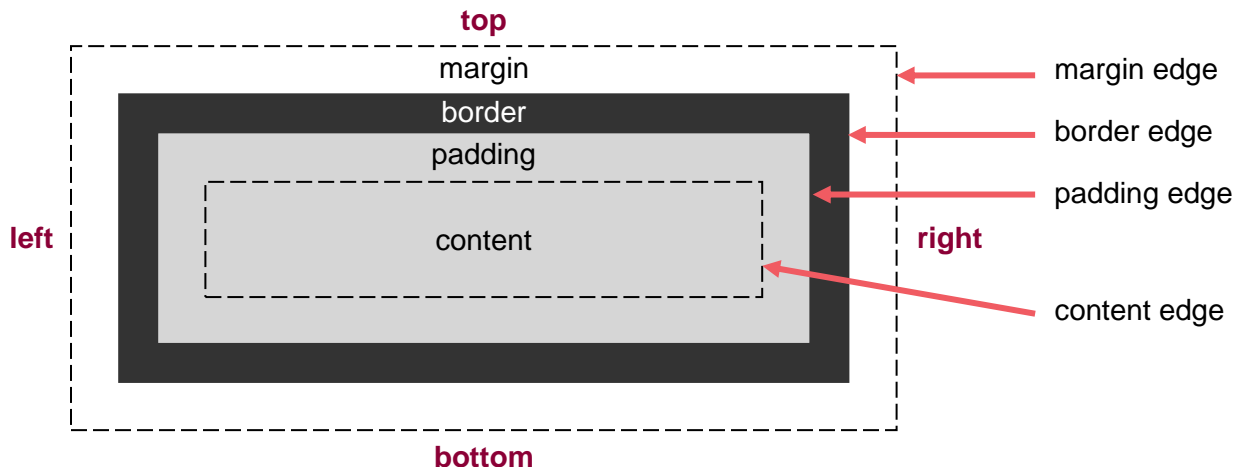 top
margin
margin edge
border
border edge
padding
padding edge
left
content
right
content edge
bottom